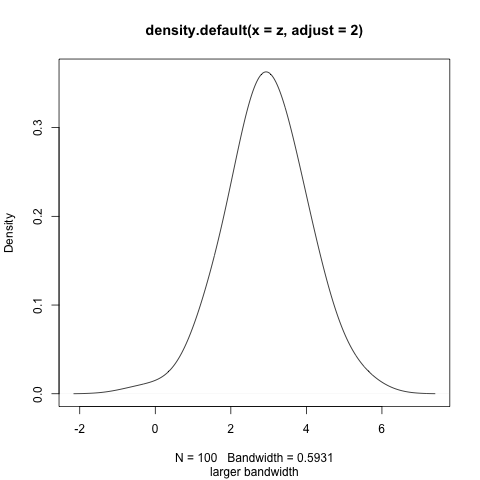 density.default(x = z, adjust = 2)
Density
0.3
0.2
0.1
0.0
-2 0 2 4 6
N = 100 Bandwidth = 0.5931
larger bandwidth